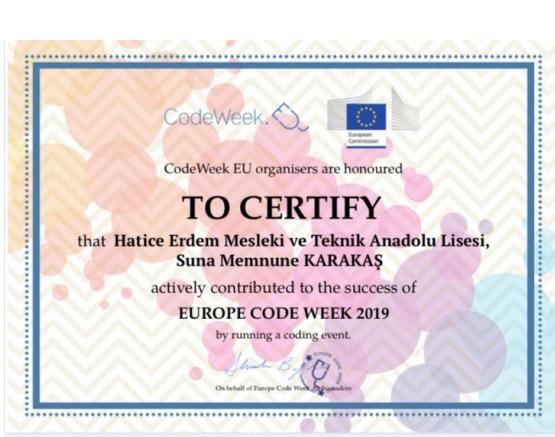 CodeWeek.
European
Commission
CodeWeek EU organisers are honoured
TO CERTIFY
that Hatice Erdem Mesleki ve Teknik Anadolu Lisesi,
Suna Memnune KARAKAŞ
actively contributed to the success of
EUROPE CODE WEEK 2019
by running a coding event.
On behalf of Europe Code Week Ambassadors